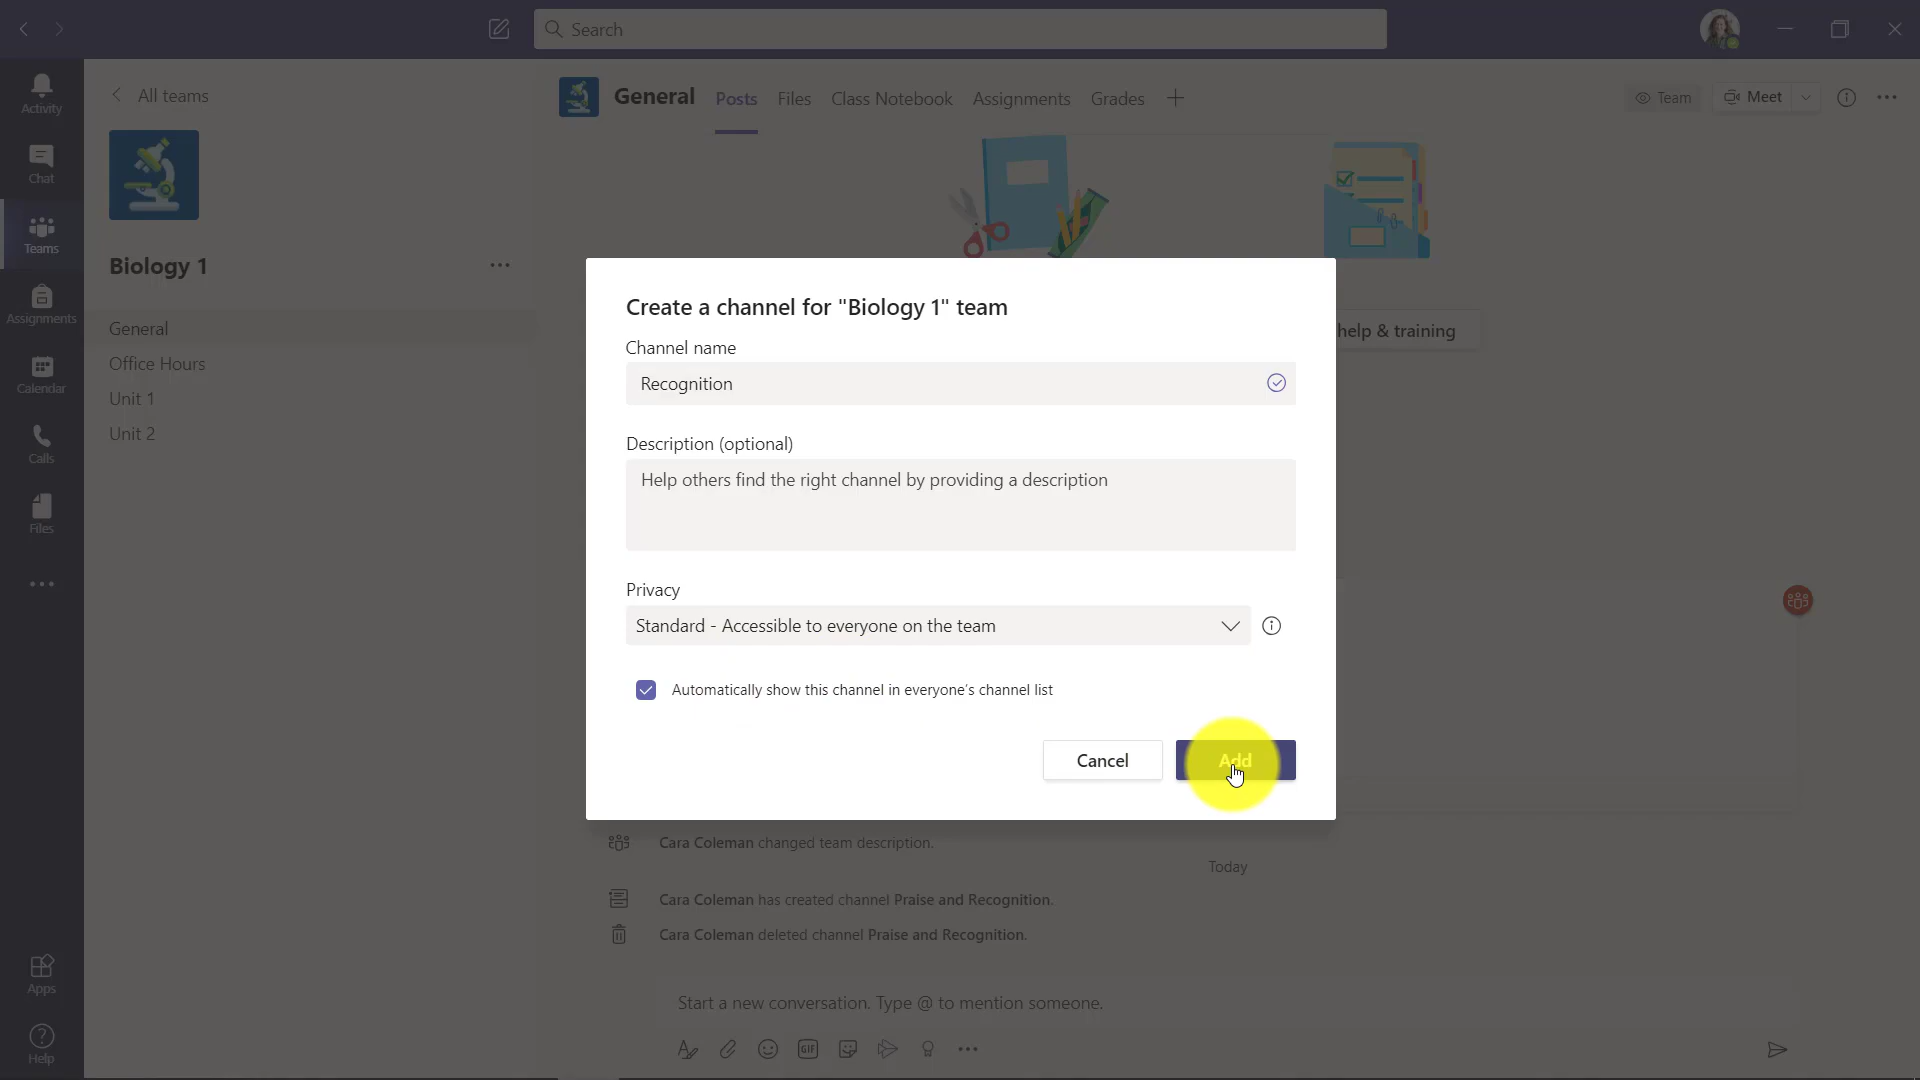 Search
Activity
Chat
Teams
Assignments
Calendar
Calls
Files
Apps
Help
All teams
Biology 1
General
Office Hours
Unit 1
Unit 2
General Posts Files Class Notebook Assignments Grades
Team
Meet
help & training
Create a channel for "Biology 1" team
Channel name
Recognition
Description (optional)
Help others find the right channel by providing a description
Privacy
Standard - Accessible to everyone on the team
Automatically show this channel in everyone's channel list
Cancel
Add
Cara Coleman changed team description.
Today
Cara Coleman has created channel Praise and Recognition.
Cara Coleman deleted channel Praise and Recognition.
Start a new conversation. Type @ to mention someone.
GIF